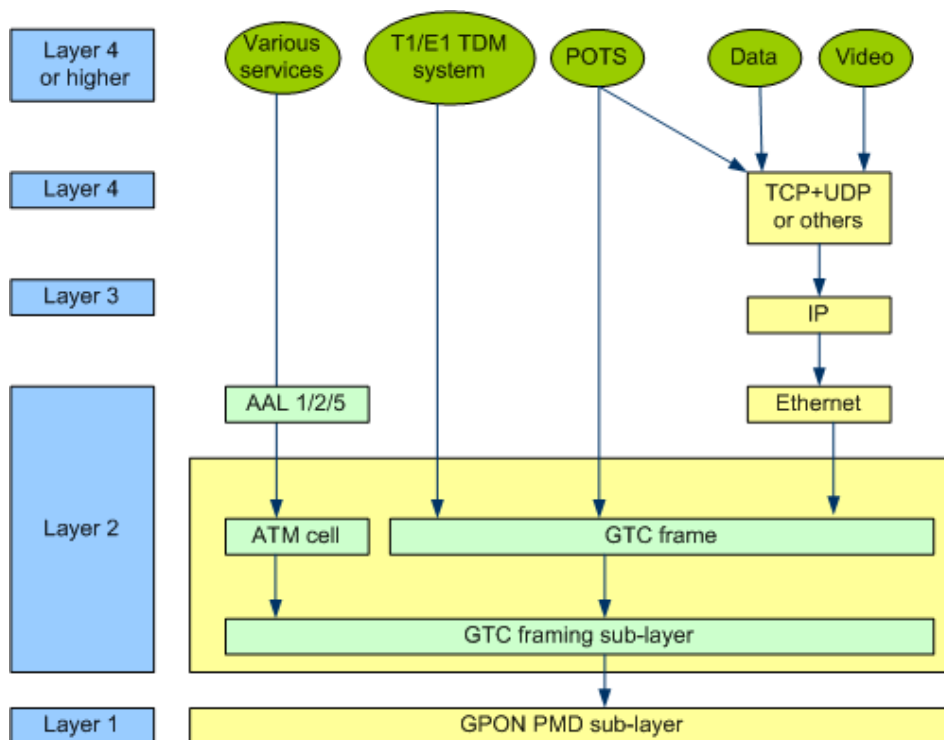 Layer 4
or higher
Various
services
T1/E1 TDM
system
POTS
Data
Video
Layer 4
TCP+UDP
or others
Layer 3
IP
AAL 1/2/5
Ethernet
Layer 2
ATM cell
GTC frame
GTC framing sub-layer
Layer 1
GPON PMD sub-layer